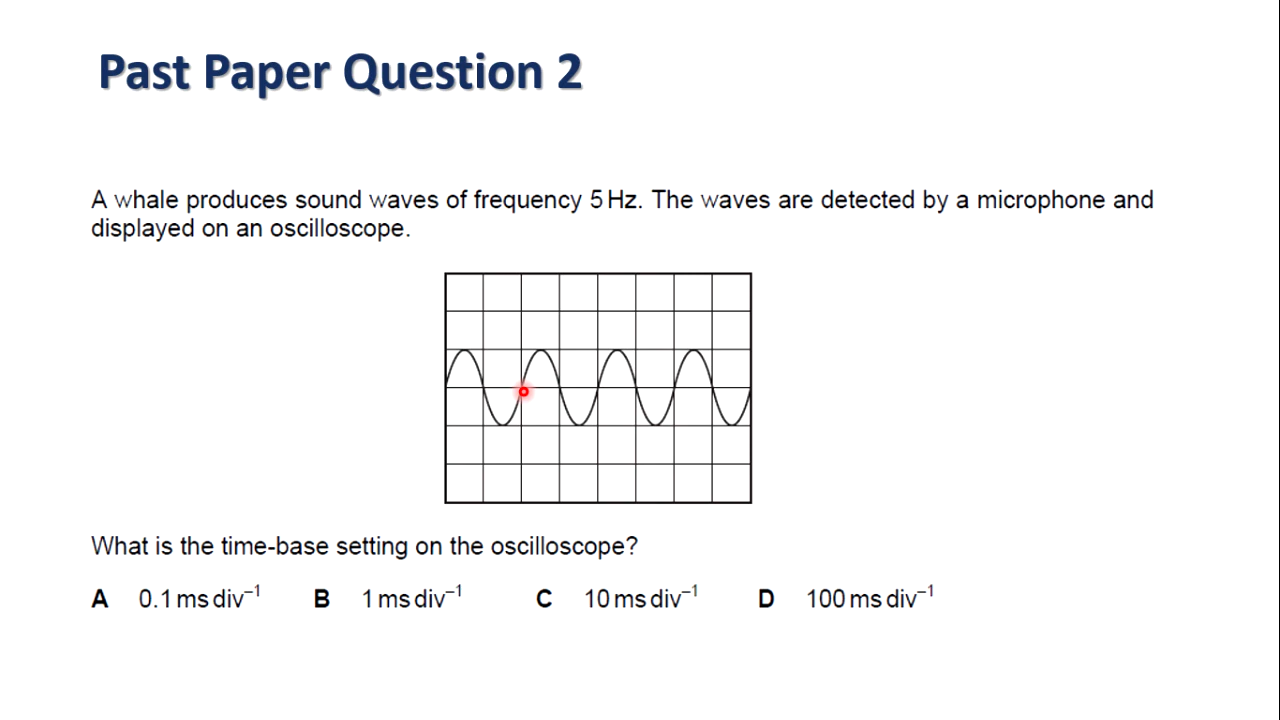 Past Paper Question 2
A whale produces sound waves of frequency 5 Hz. The waves are detected by a microphone and
displayed on an oscilloscope.
What is the time-base setting on the oscilloscope?
A 0.1 ms div⁻¹ B 1 ms div⁻¹ C 10 ms div⁻¹ D 100 ms div⁻¹